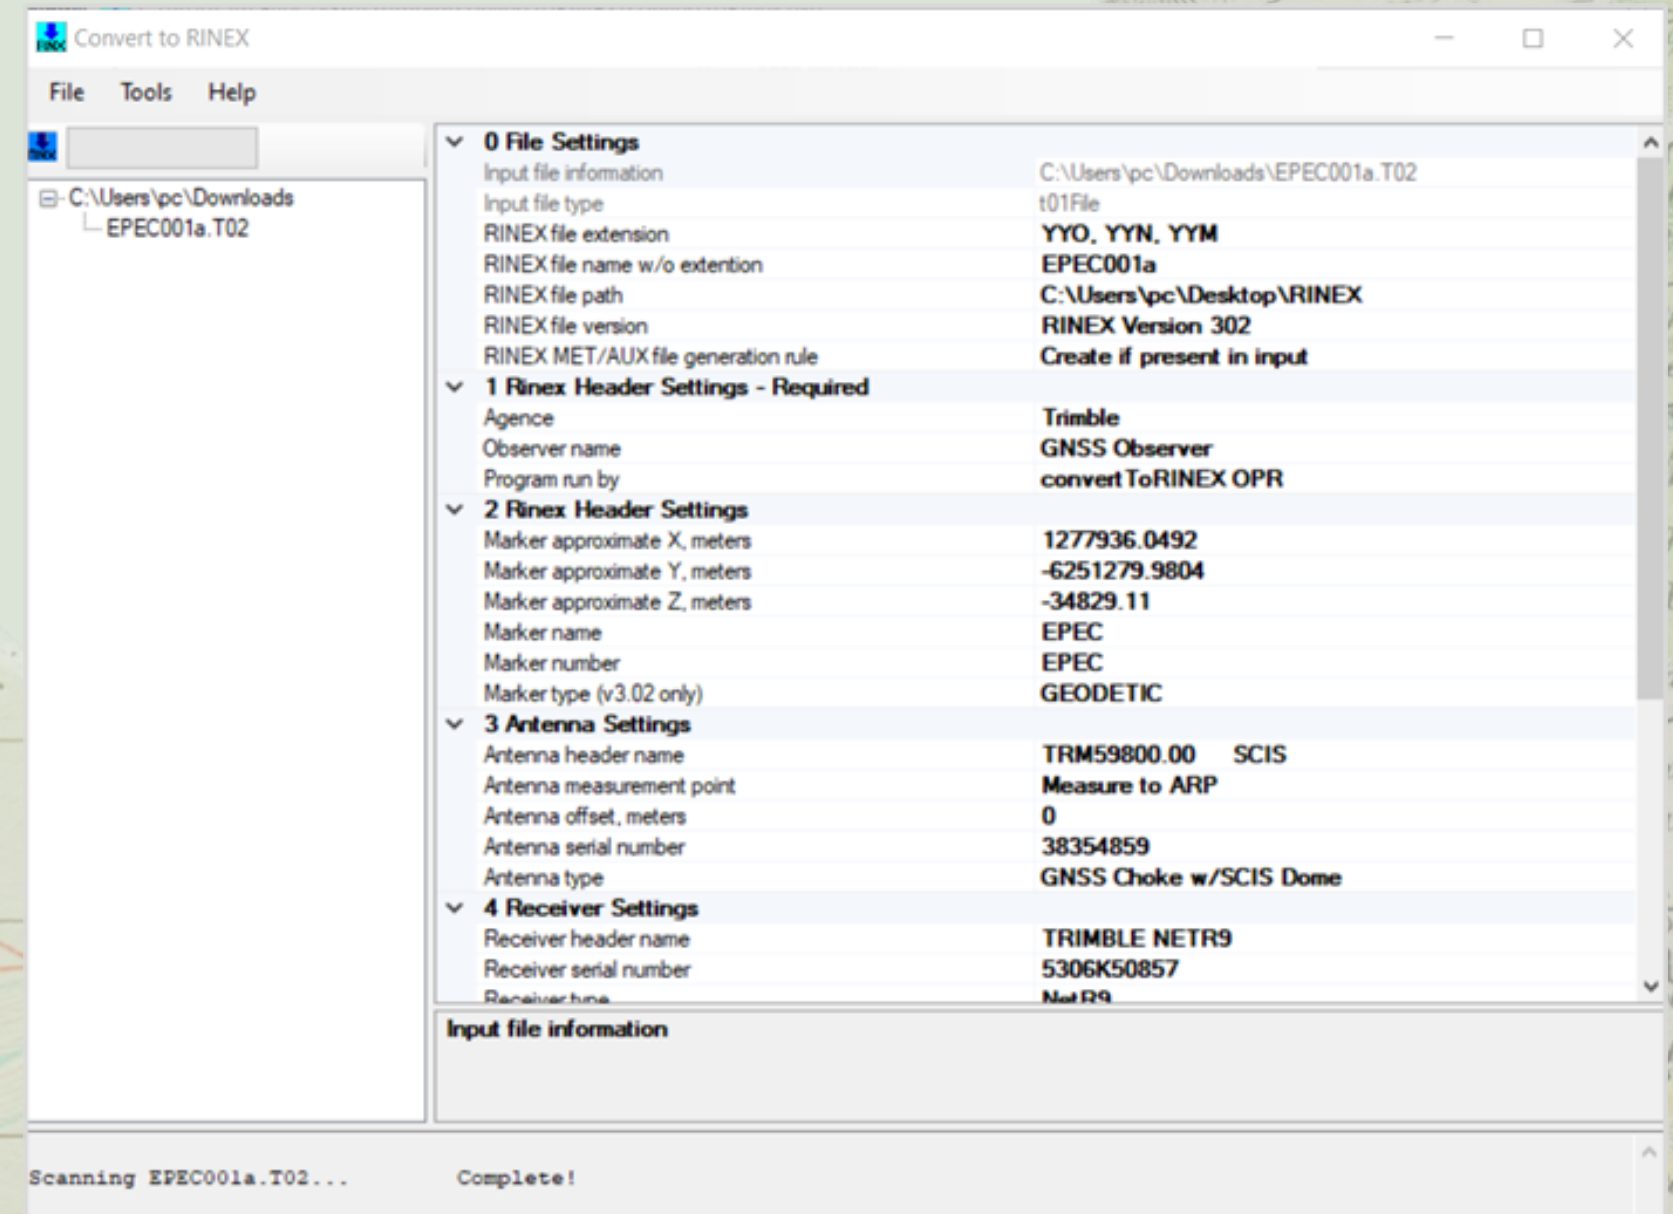 Convert to RINEX
File Tools Help
C:\Users\pc\Downloads
EPEC001a.T02
0 File Settings
Input file information C:\Users\pc\Downloads\EPEC001a.T02
Input file type t01File
RINEX file extension YYO, YYN, YYM
RINEX file name w/o extention EPEC001a
RINEX file path C:\Users\pc\Desktop\RINEX
RINEX file version RINEX Version 302
RINEX MET/AUX file generation rule Create if present in input
1 Rinex Header Settings - Required
Agence Trimble
Observer name GNSS Observer
Program run by convertToRINEX OPR
2 Rinex Header Settings
Marker approximate X, meters 1277936.0492
Marker approximate Y, meters -6251279.9804
Marker approximate Z, meters -34829.11
Marker name EPEC
Marker number EPEC
Marker type (v3.02 only) GEODETIC
3 Antenna Settings
Antenna header name TRM59800.00 SCIS
Antenna measurement point Measure to ARP
Antenna offset, meters 0
Antenna serial number 38354859
Antenna type GNSS Choke w/SCIS Dome
4 Receiver Settings
Receiver header name TRIMBLE NETR9
Receiver serial number 5306K50857
Receiver type NetR9
Input file information
Scanning EPEC001a.T02... Complete!